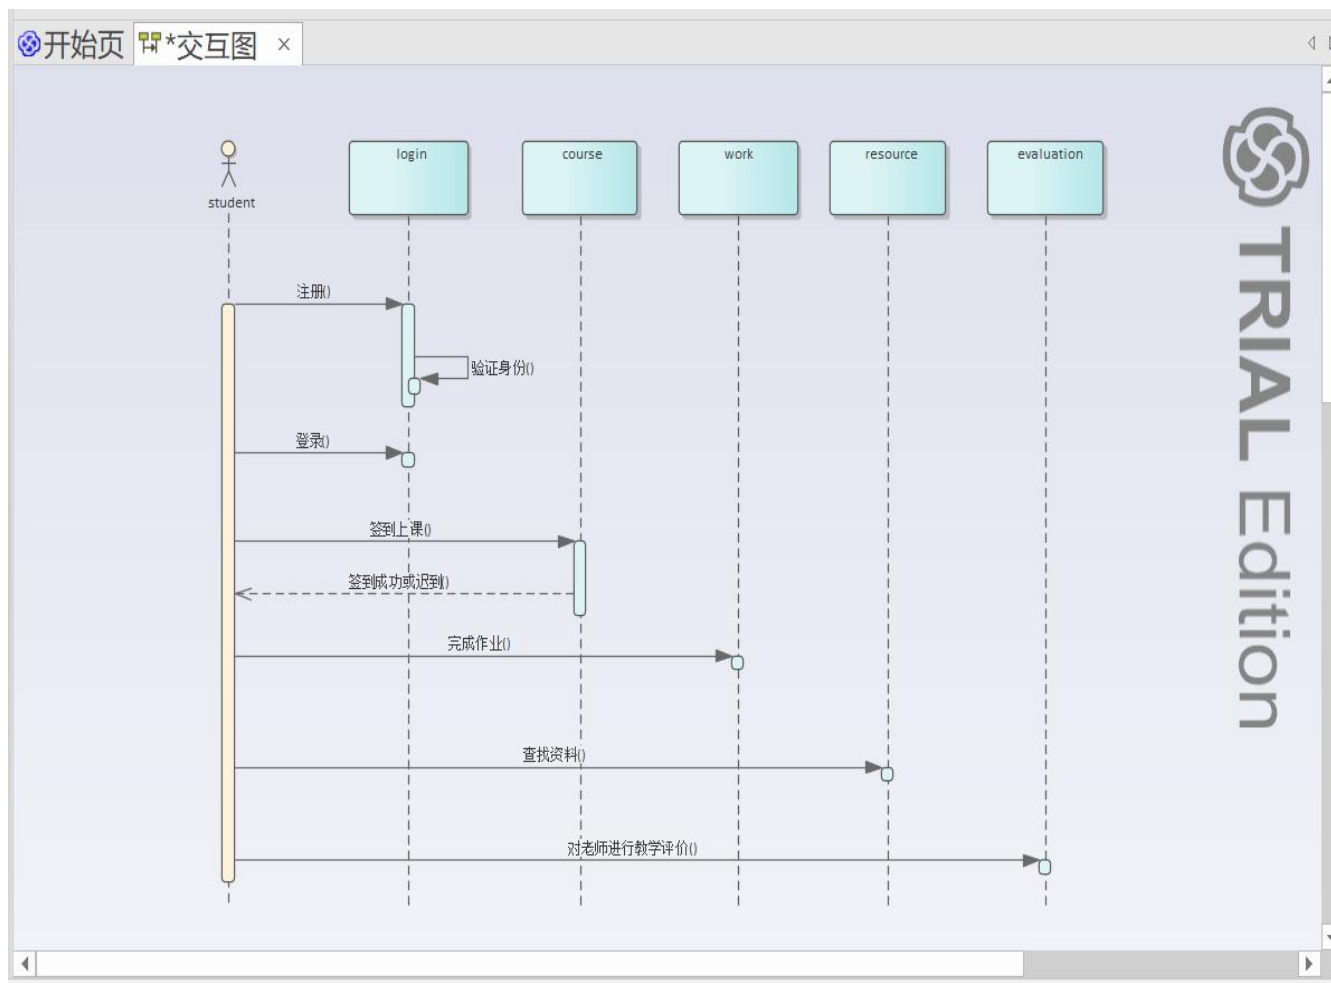 开始页
*交互图 ×
student
login
course
work
resource
evaluation
注册()
验证身份()
登录()
签到上课()
签到成功或迟到()
完成作业()
查找资料()
对老师进行教学评价()
TRIAL Edition